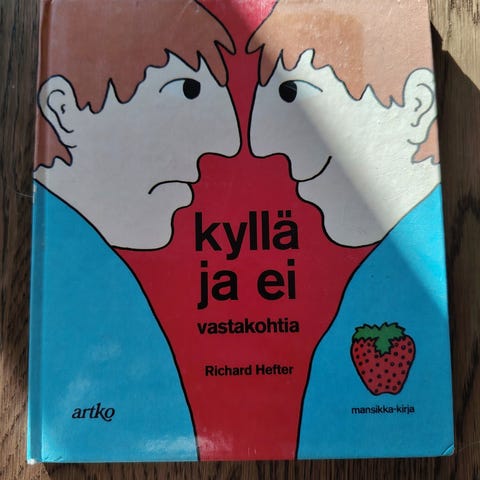 kyllä
ja ei
vastakohtia
Richard Hefter
artko
mansikka-kirja